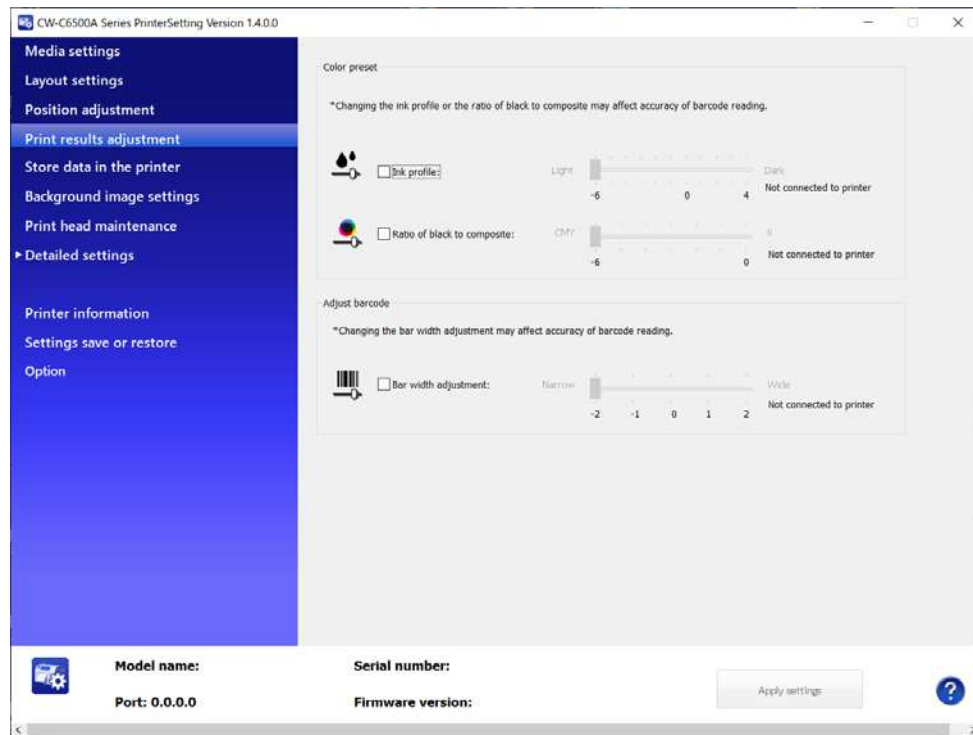 CW-C6500A Series PrinterSetting Version 1.4.0.0
Media settings
Layout settings
Position adjustment
Print results adjustment
Store data in the printer
Background image settings
Print head maintenance
Detailed settings
Printer information
Settings save or restore
Option
Color preset
*Changing the ink profile or the ratio of black to composite may affect accuracy of barcode reading.
Ink profile: Light Dark
-6 0 4 Not connected to printer
Ratio of black to composite: CMY K
-6 0 Not connected to printer
Adjust barcode
*Changing the bar width adjustment may affect accuracy of barcode reading.
Bar width adjustment: Narrow Wide
-2 -1 0 1 2 Not connected to printer
Model name: Serial number:
Port: 0.0.0.0 Firmware version:
Apply settings
?